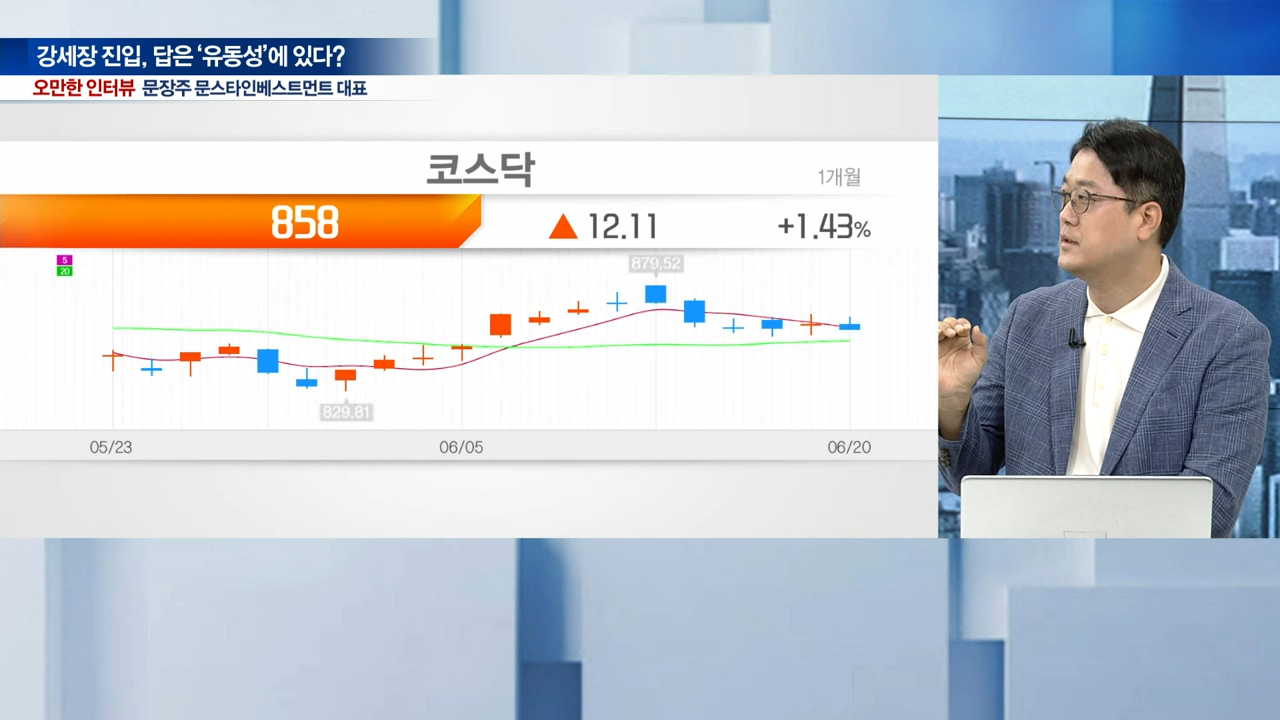 강세장 진입, 답은 ‘유동성’에 있다?
오만한 인터뷰 문장주 문스타인베스트먼트 대표
코스닥
1개월
858
▲ 12.11
+1.43%
5
20
879,52
829,81
05/23
06/05
06/20